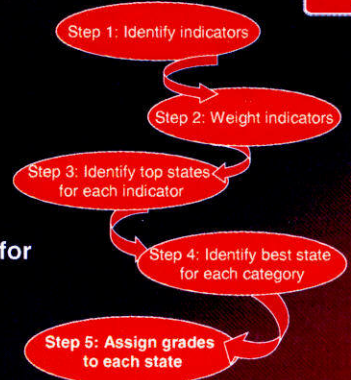 Step 1: Identify indicators
Step 2: Weight indicators
Step 3: Identify top states
for each indicator
for
Step 4: Identify best state
for each category
Step 5: Assign grades
to each state